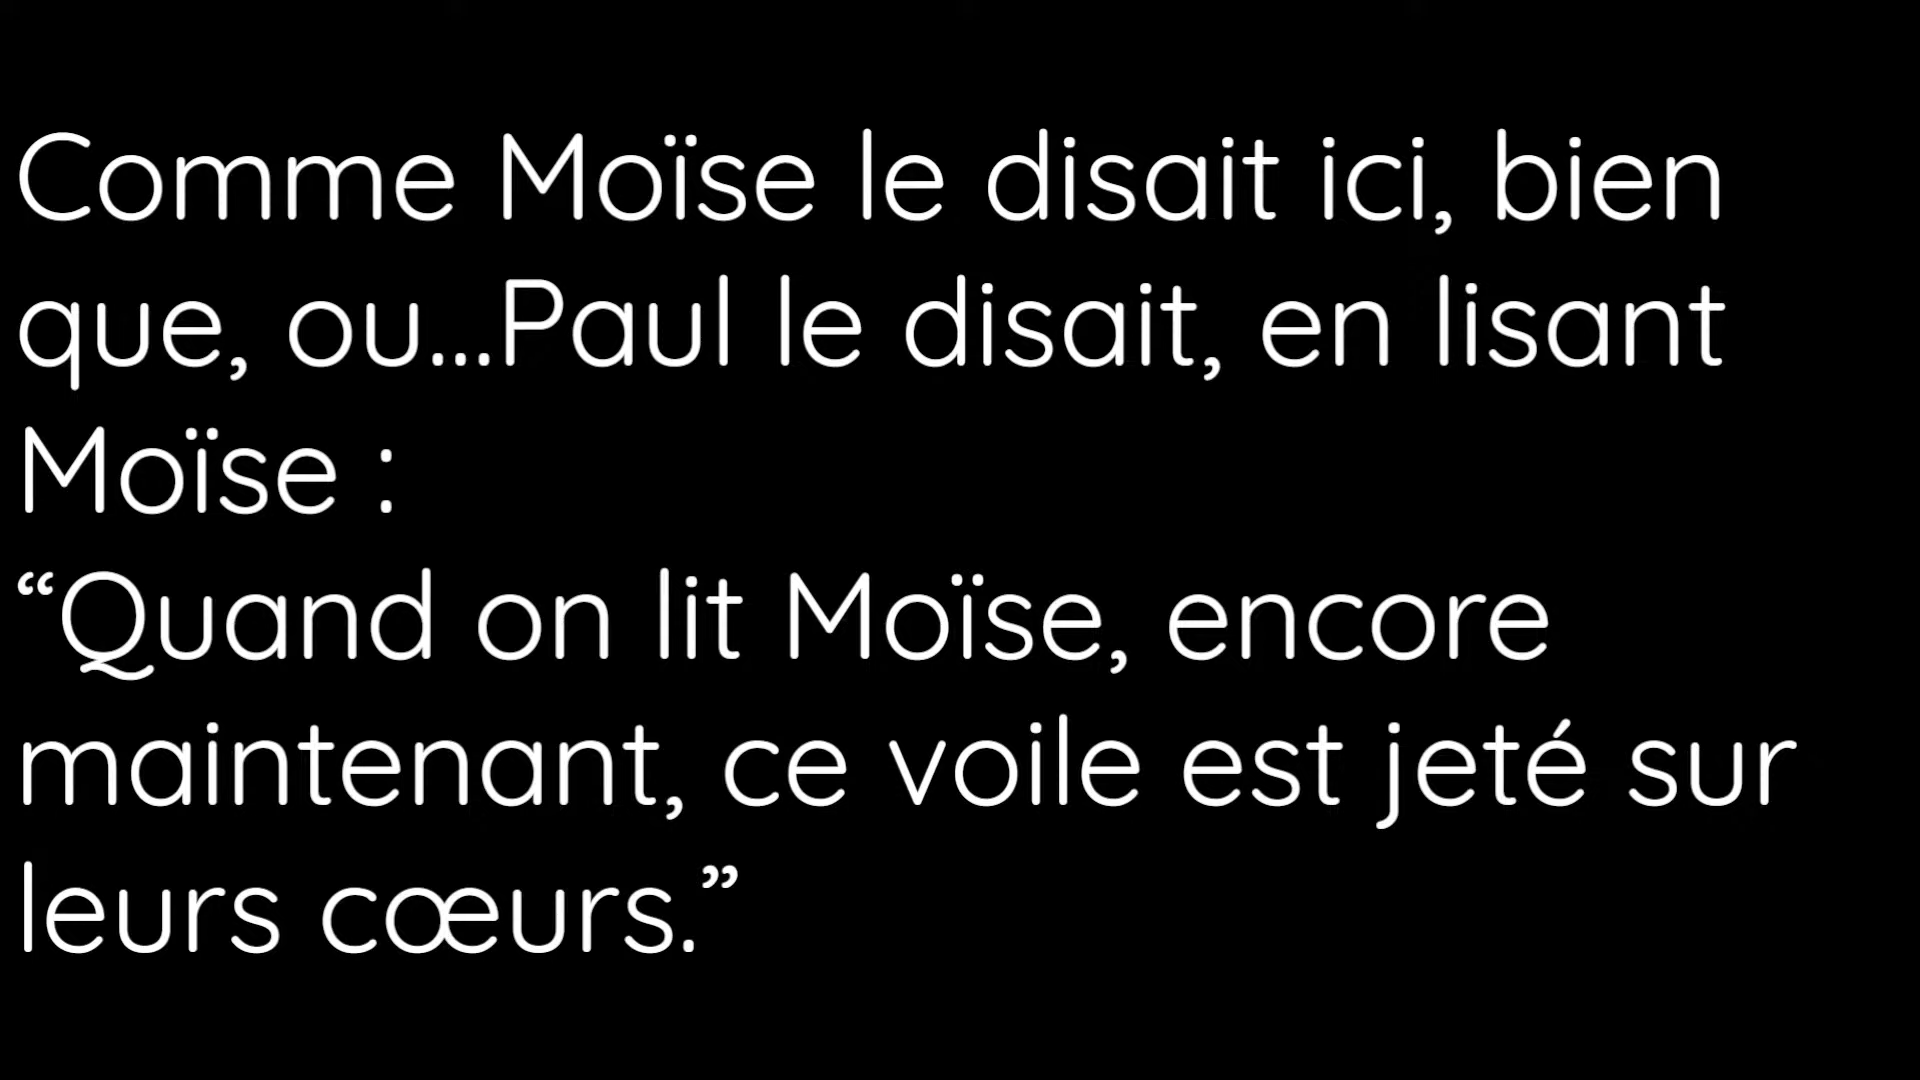 Comme Moïse le disait ici, bien
que, ou...Paul le disait, en lisant
Moïse :
“Quand on lit Moïse, encore
maintenant, ce voile est jeté sur
leurs cœurs.”